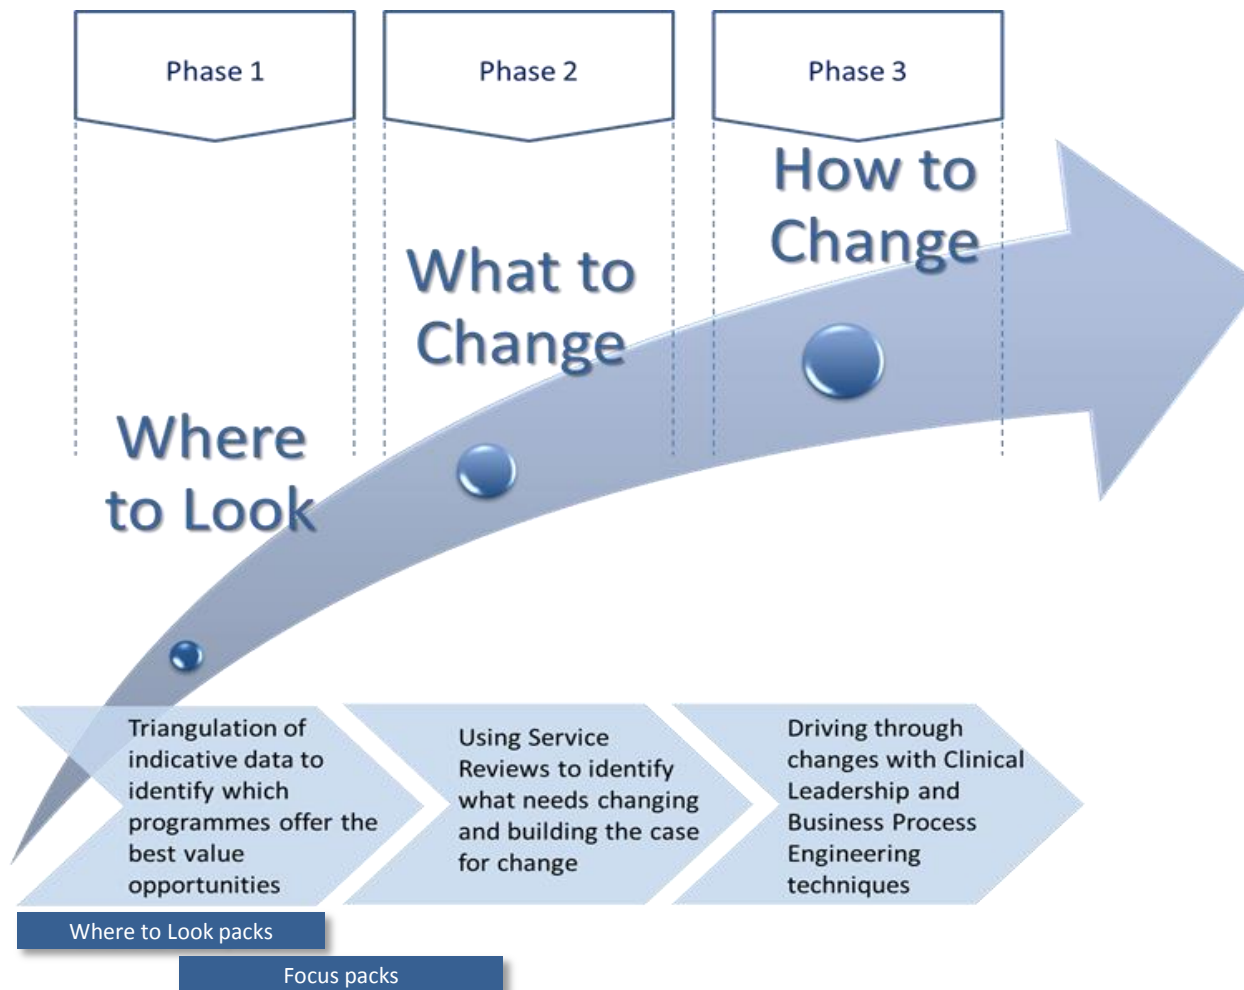 Phase 1
Phase 2
Phase 3
How to
Change
What to
Change
Where
to Look
Triangulation of
indicative data to
identify which
programmes offer the
best value
opportunities
Using Service
Reviews to identify
what needs changing
and building the case
for change
Driving through
changes with Clinical
Leadership and
Business Process
Engineering
techniques
Where to Look packs
Focus packs